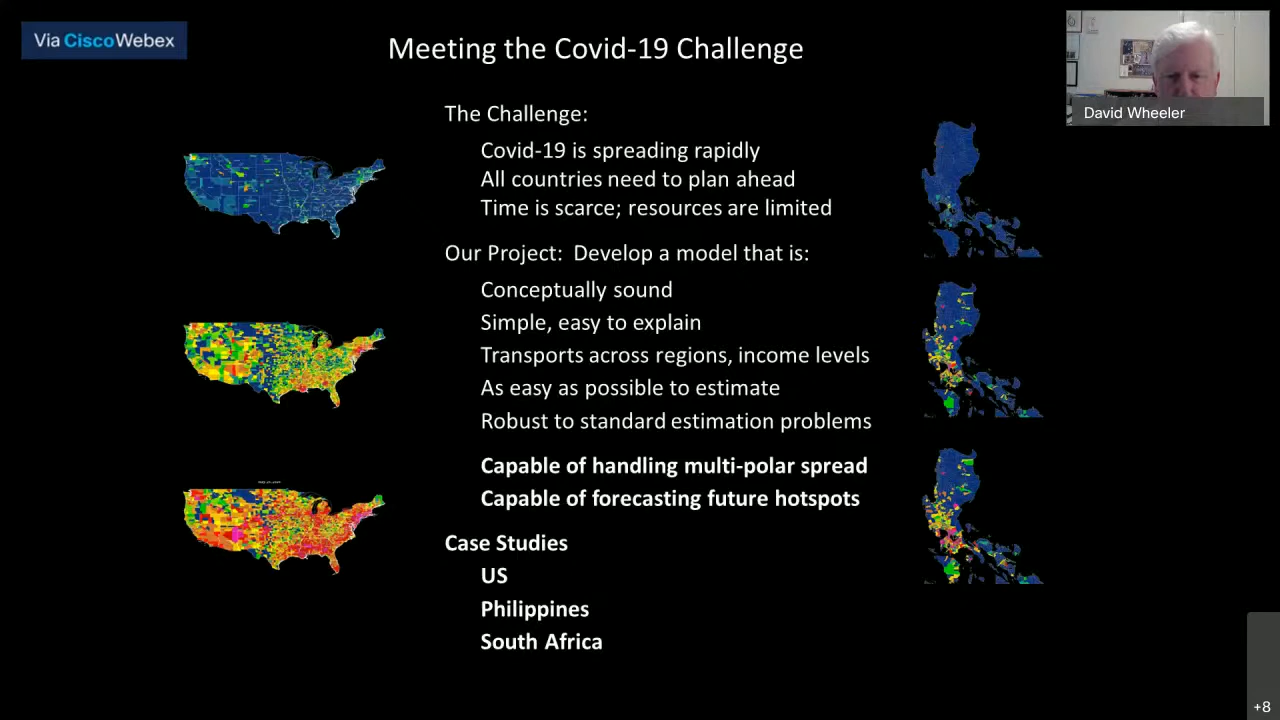 Via CiscoWebex
Meeting the Covid-19 Challenge
David Wheeler
The Challenge:
Covid-19 is spreading rapidly
All countries need to plan ahead
Time is scarce; resources are limited
Our Project:  Develop a model that is:
Conceptually sound
Simple, easy to explain
Transports across regions, income levels
As easy as possible to estimate
Robust to standard estimation problems
Capable of handling multi-polar spread
Capable of forecasting future hotspots
Case Studies
US
Philippines
South Africa
+8